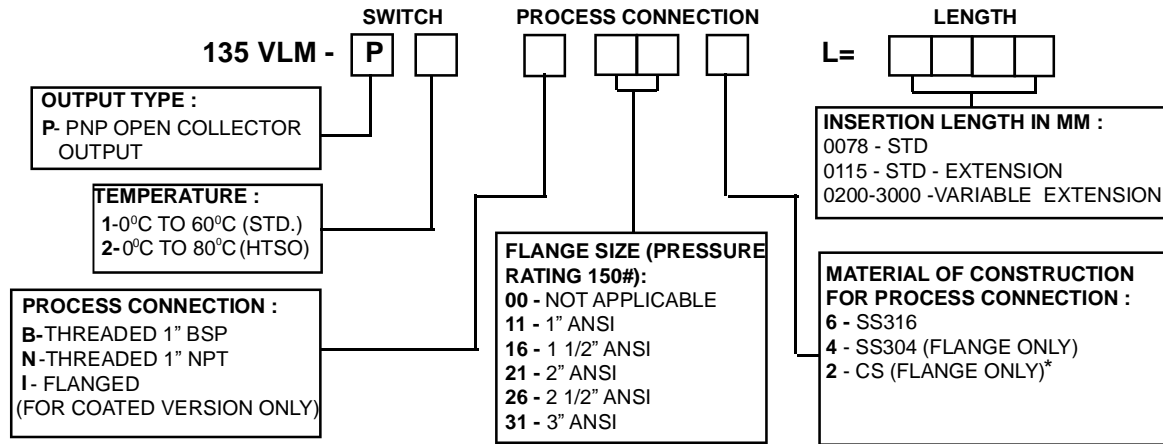 SWITCH PROCESS CONNECTION LENGTH
135 VLM - P L=
OUTPUT TYPE :
P- PNP OPEN COLLECTOR
OUTPUT
TEMPERATURE :
1-0⁰C TO 60⁰C (STD.)
2-0⁰C TO 80⁰C (HTSO)
PROCESS CONNECTION :
B-THREADED 1” BSP
N-THREADED 1” NPT
I- FLANGED
(FOR COATED VERSION ONLY)
FLANGE SIZE (PRESSURE
RATING 150#):
00 - NOT APPLICABLE
11 - 1” ANSI
16 - 1 1/2” ANSI
21 - 2” ANSI
26 - 2 1/2” ANSI
31 - 3” ANSI
INSERTION LENGTH IN MM :
0078 - STD
0115 - STD - EXTENSION
0200-3000 -VARIABLE EXTENSION
MATERIAL OF CONSTRUCTION
FOR PROCESS CONNECTION :
6 - SS316
4 - SS304 (FLANGE ONLY)
2 - CS (FLANGE ONLY)*